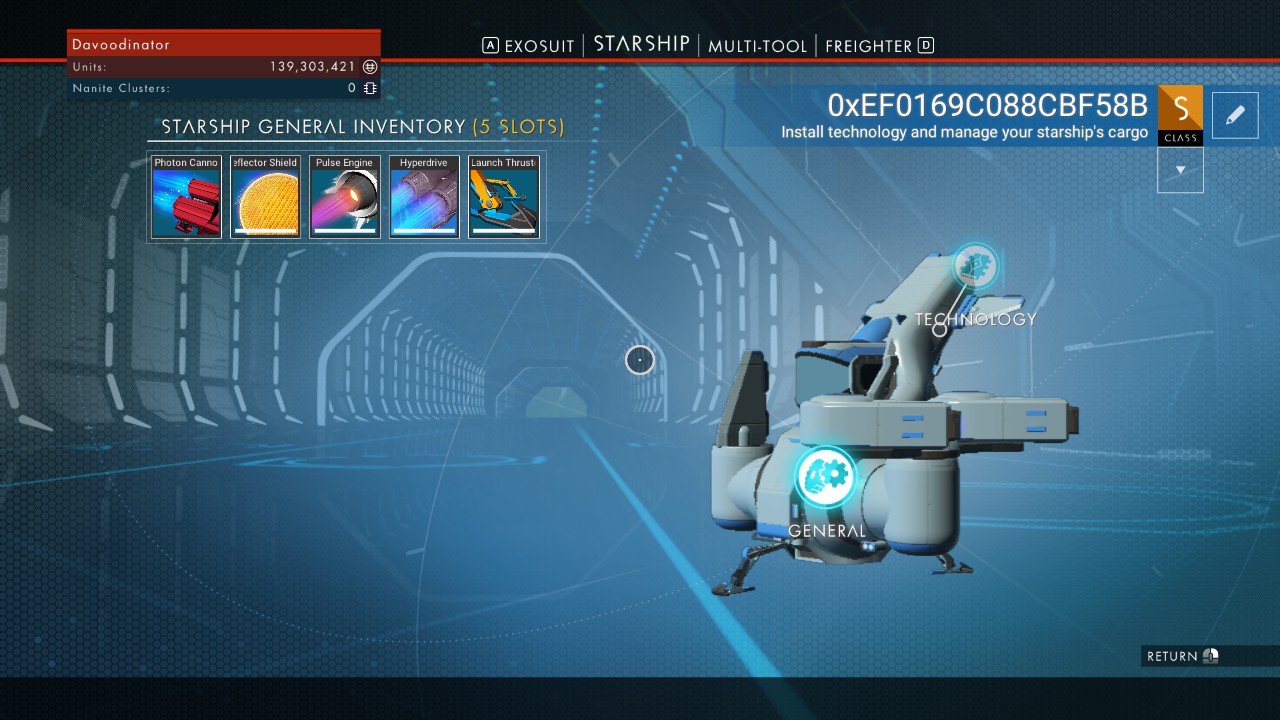 Davoodinator
Units: 139,303,421
Nanite Clusters: 0
A EXOSUIT STARSHIP MULTI-TOOL FREIGHTER D
STARSHIP GENERAL INVENTORY (5 SLOTS)
0xEF0169C088CBF58B
Install technology and manage your starship's cargo
S
CLASS
Photon Canno eflector Shield Pulse Engine Hyperdrive Launch Thrust
TECHNOLOGY
GENERAL
RETURN